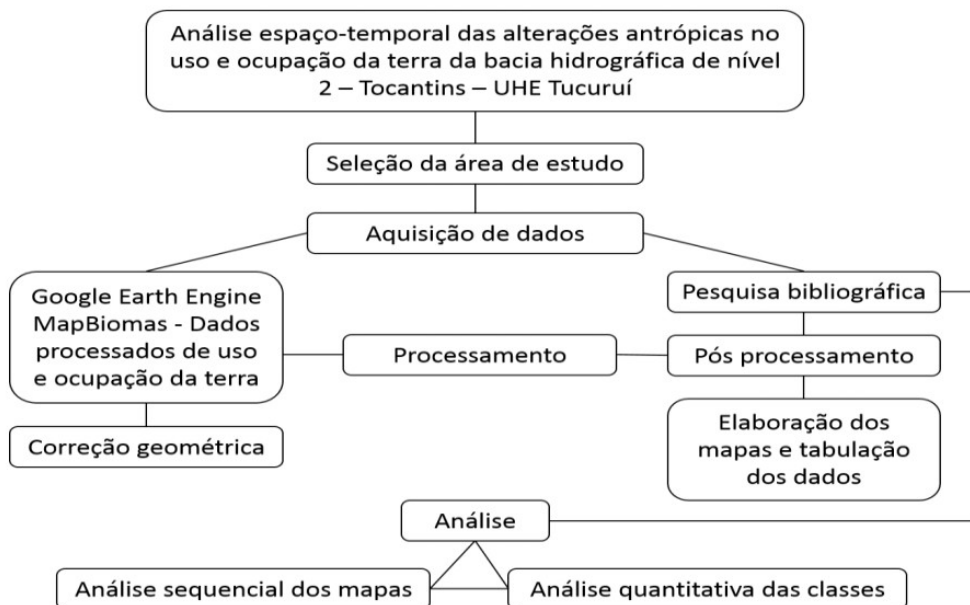 Análise espaço-temporal das alterações antrópicas no
uso e ocupação da terra da bacia hidrográfica de nível
2 – Tocantins – UHE Tucuruí
Seleção da área de estudo
Aquisição de dados
Google Earth Engine
MapBiomas - Dados
processados de uso
e ocupação da terra
Pesquisa bibliográfica
Processamento
Pós processamento
Correção geométrica
Elaboração dos
mapas e tabulação
dos dados
Análise
Análise sequencial dos mapas
Análise quantitativa das classes